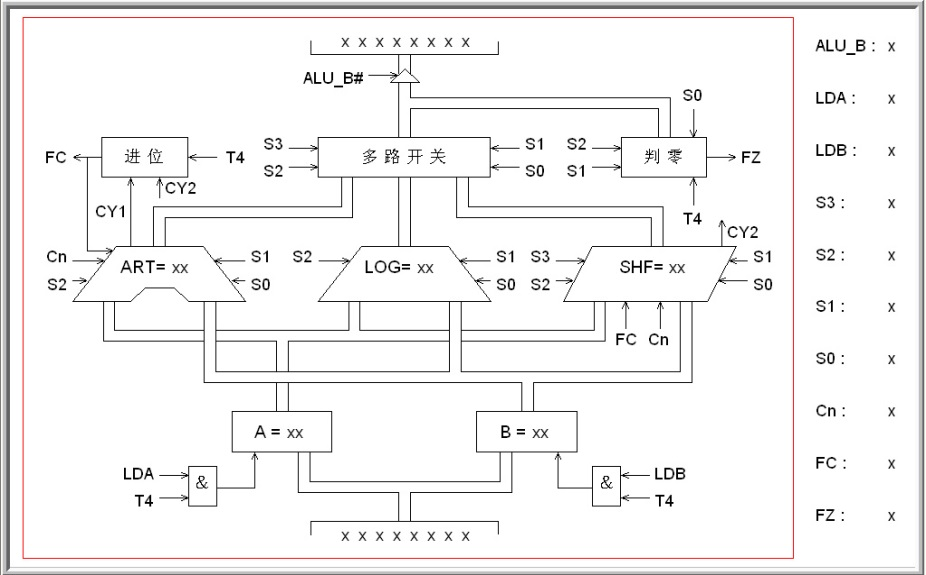 x x x x x x x x
ALU_B : x
ALU_B#
LDA : x
S0
LDB : x
FC
进位
T4
S3
S2
多路开关
S1
S0
S2
S1
判零
FZ
CY1
CY2
T4
S3 : x
CY2
Cn
S2
ART= xx
S1
S0
S2
LOG= xx
S1
S0
S3
S2
SHF= xx
S1
S0
S2 : x
S1 : x
FC Cn
S0 : x
Cn : x
A = xx
B = xx
FC : x
LDA
T4
&
&
LDB
T4
FZ : x
x x x x x x x x